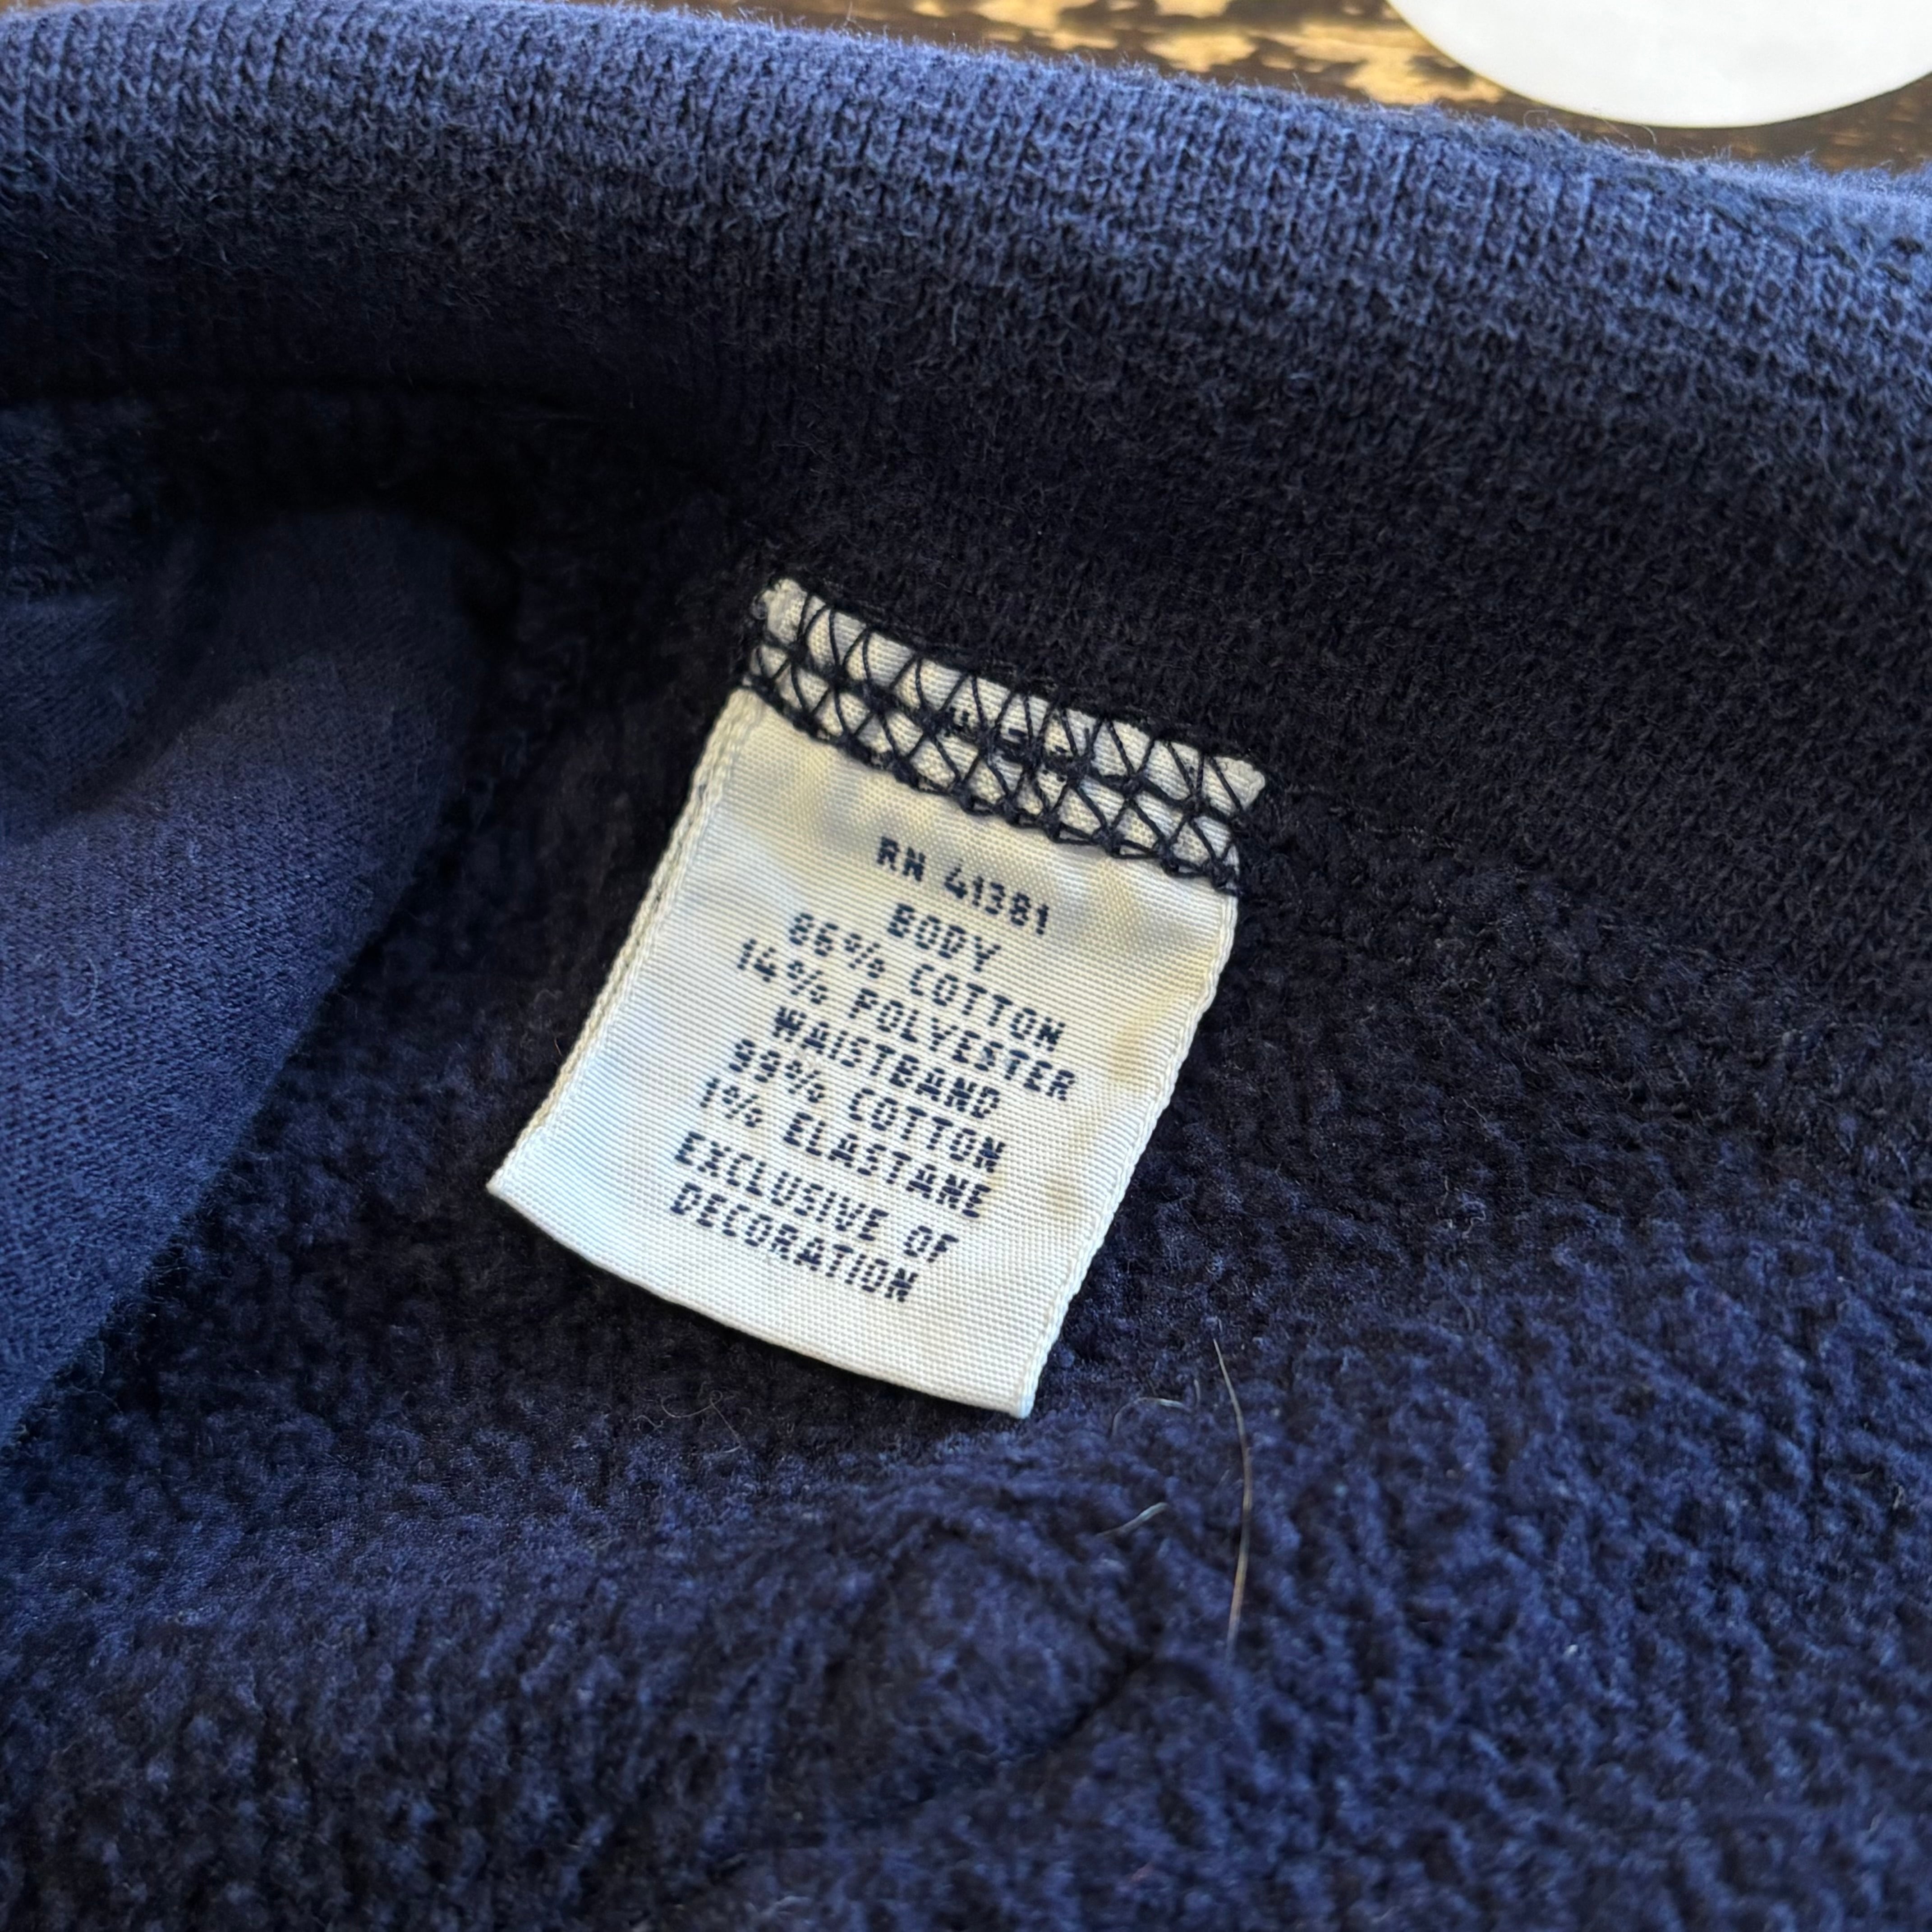 RN 41381
BODY
86% COTTON
14% POLYESTER
WAISTBAND
99% COTTON
1% ELASTANE
EXCLUSIVE OF
DECORATION